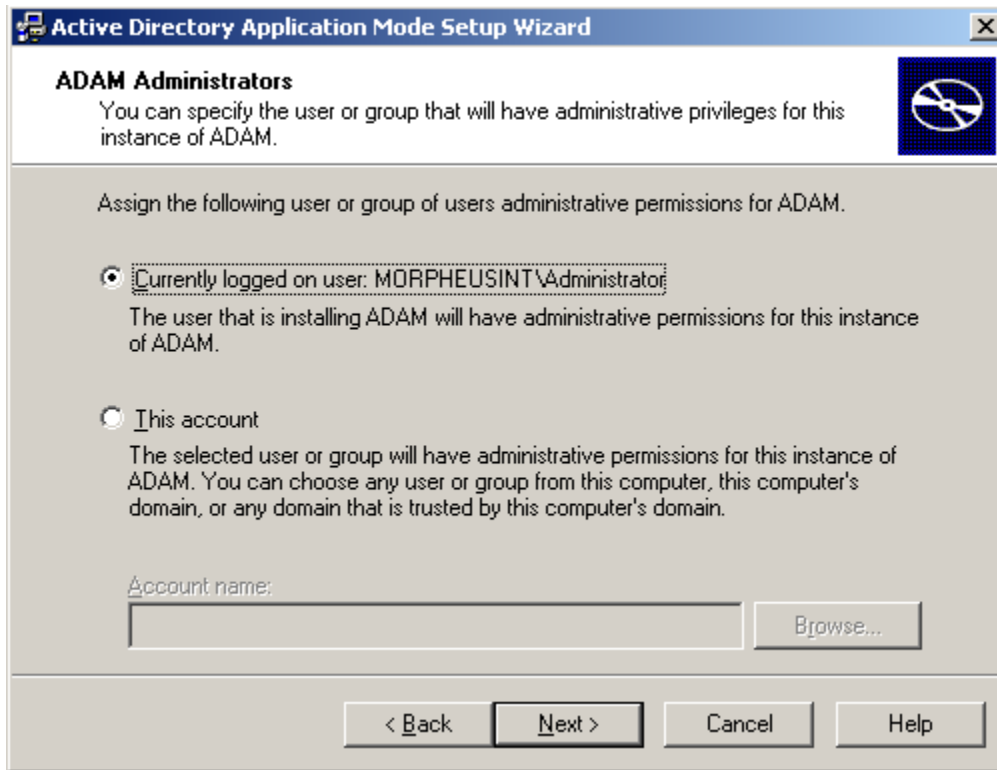 Active Directory Application Mode Setup Wizard
ADAM Administrators
You can specify the user or group that will have administrative privileges for this
instance of ADAM.
Assign the following user or group of users administrative permissions for ADAM.
Currently logged on user: MORPHEUSINT\Administrator
The user that is installing ADAM will have administrative permissions for this instance
of ADAM.
This account
The selected user or group will have administrative permissions for this instance of
ADAM. You can choose any user or group from this computer, this computer's
domain, or any domain that is trusted by this computer's domain.
Account name:
Browse...
< Back
Next >
Cancel
Help